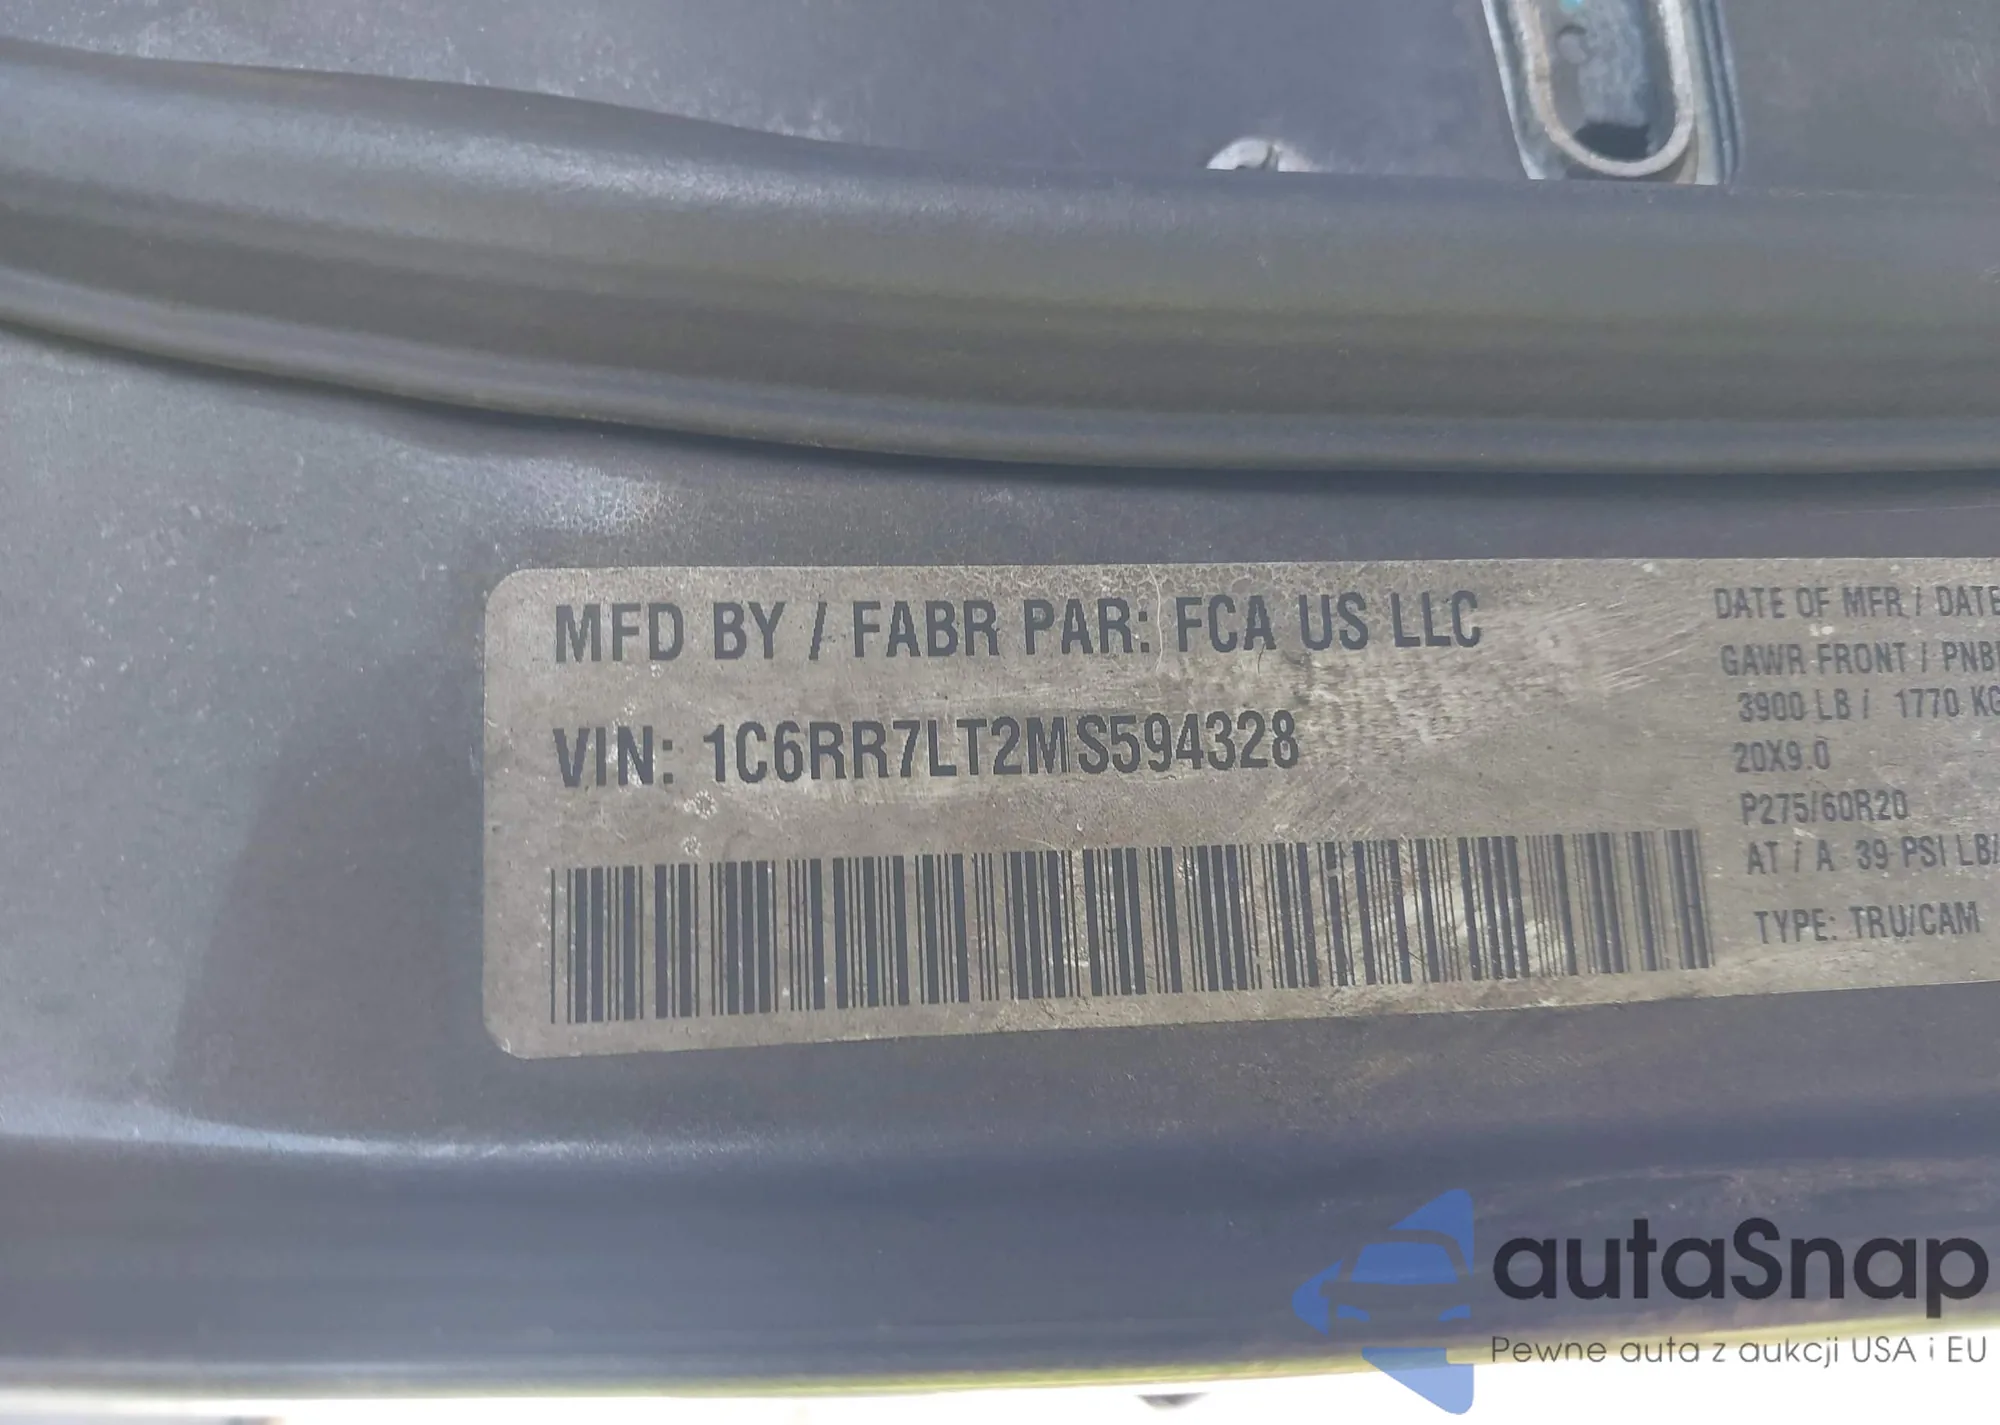 MFD BY / FABR PAR: FCA US LLC
VIN: 1C6RR7LT2MS594328
DATE OF MFR / DATE
GAWR FRONT / PNB
3900 LB / 1770 KG
20X9.0
P275/60R20
AT / A 39 PSI LB/
TYPE: TRU/CAM
autaSnap
Pewne auta z aukcji USA i EU